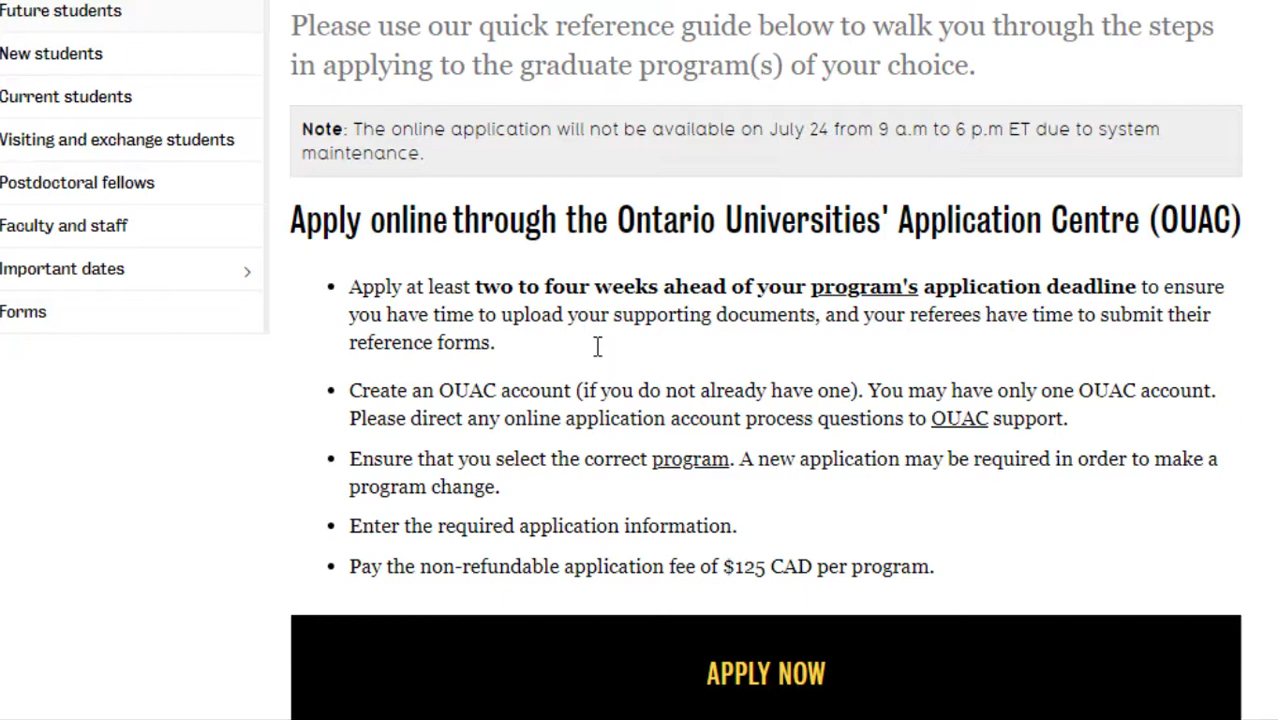 Future students
New students
Current students
Visiting and exchange students
Postdoctoral fellows
Faculty and staff
Important dates
Forms
Please use our quick reference guide below to walk you through the steps
in applying to the graduate program(s) of your choice.
Note: The online application will not be available on July 24 from 9 a.m to 6 p.m ET due to system
maintenance.
Apply online through the Ontario Universities' Application Centre (OUAC)
• Apply at least two to four weeks ahead of your program's application deadline to ensure
you have time to upload your supporting documents, and your referees have time to submit their
reference forms.
• Create an OUAC account (if you do not already have one). You may have only one OUAC account.
Please direct any online application account process questions to OUAC support.
• Ensure that you select the correct program. A new application may be required in order to make a
program change.
• Enter the required application information.
• Pay the non-refundable application fee of $125 CAD per program.
APPLY NOW